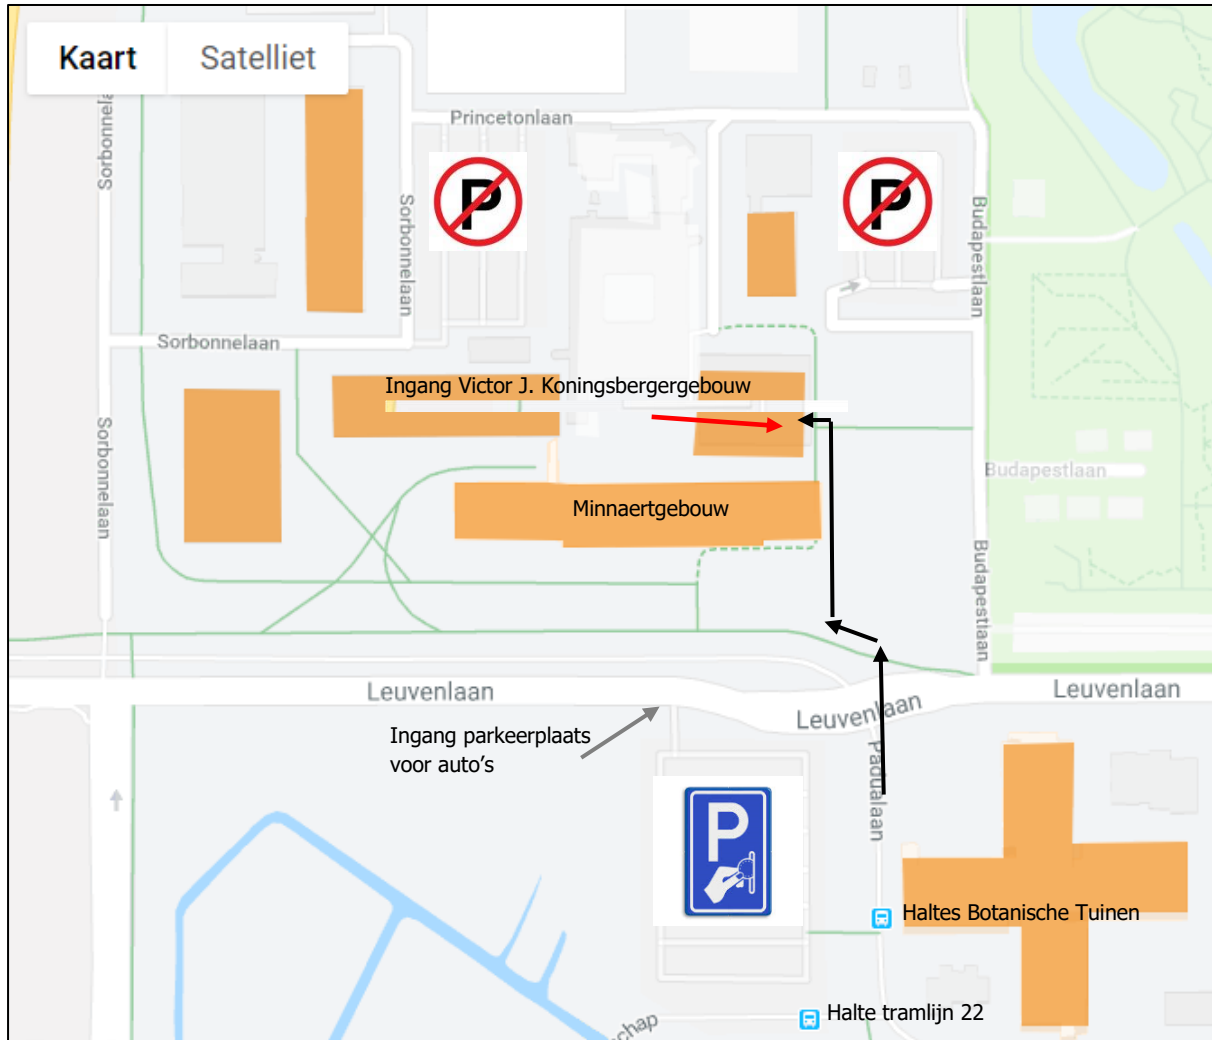 Kaart
Satelliet
Sorbonnelaan
Princetonlaan
P
P
Sorbonnelaan
Budapestlaan
Sorbonnelaan
Ingang Victor J. Koningsbergergebouw
Sorbonnelaan
Budapestlaan
Minnaertgebouw
Budapestlaan
Leuvenlaan
Leuvenlaan
Leuvenlaan
Ingang parkeerplaats
voor auto's
Padualaan
P
Haltes Botanische Tuinen
Halte tramlijn 22
chap